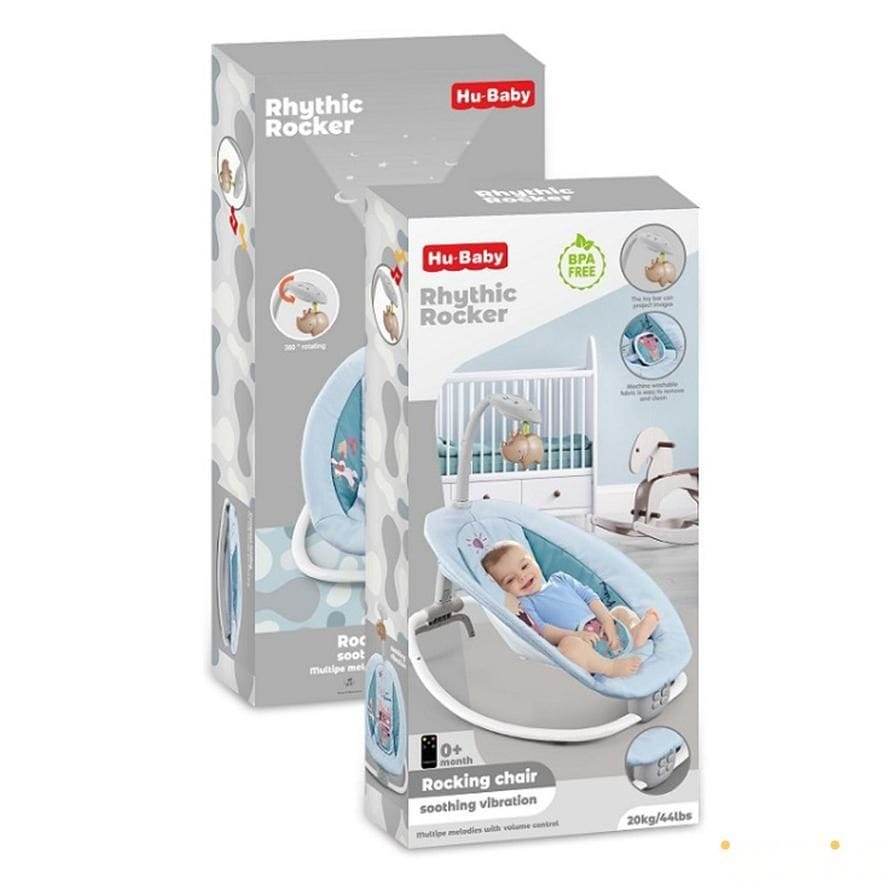 Rhythic
Rocker
Hu-Baby
360 ° rotating
Roc
soot
Multipe mel
Rhythic
Rocker
Hu-Baby
BPA
FREE
Rhythic
Rocker
The toy bar can
project images
Machine washable
fabric is easy to remove
and clean
0+
month
Rocking chair
soothing vibration
Multipe melodies with volume control
20kg/44lbs